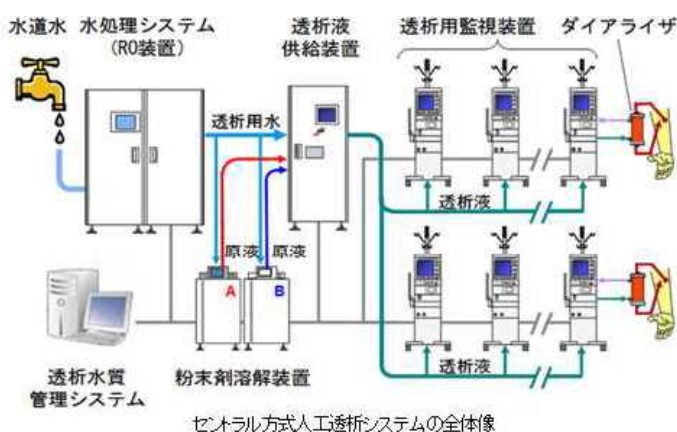 水道水
水処理システム
(RO装置)
透析液
供給装置
透析用監視装置
ダイアライザ
透析用水
原液
原液
A
B
透析液
透析液
透析水質
管理システム
粉末剤溶解装置
セントラル方式人工透析システムの全体像